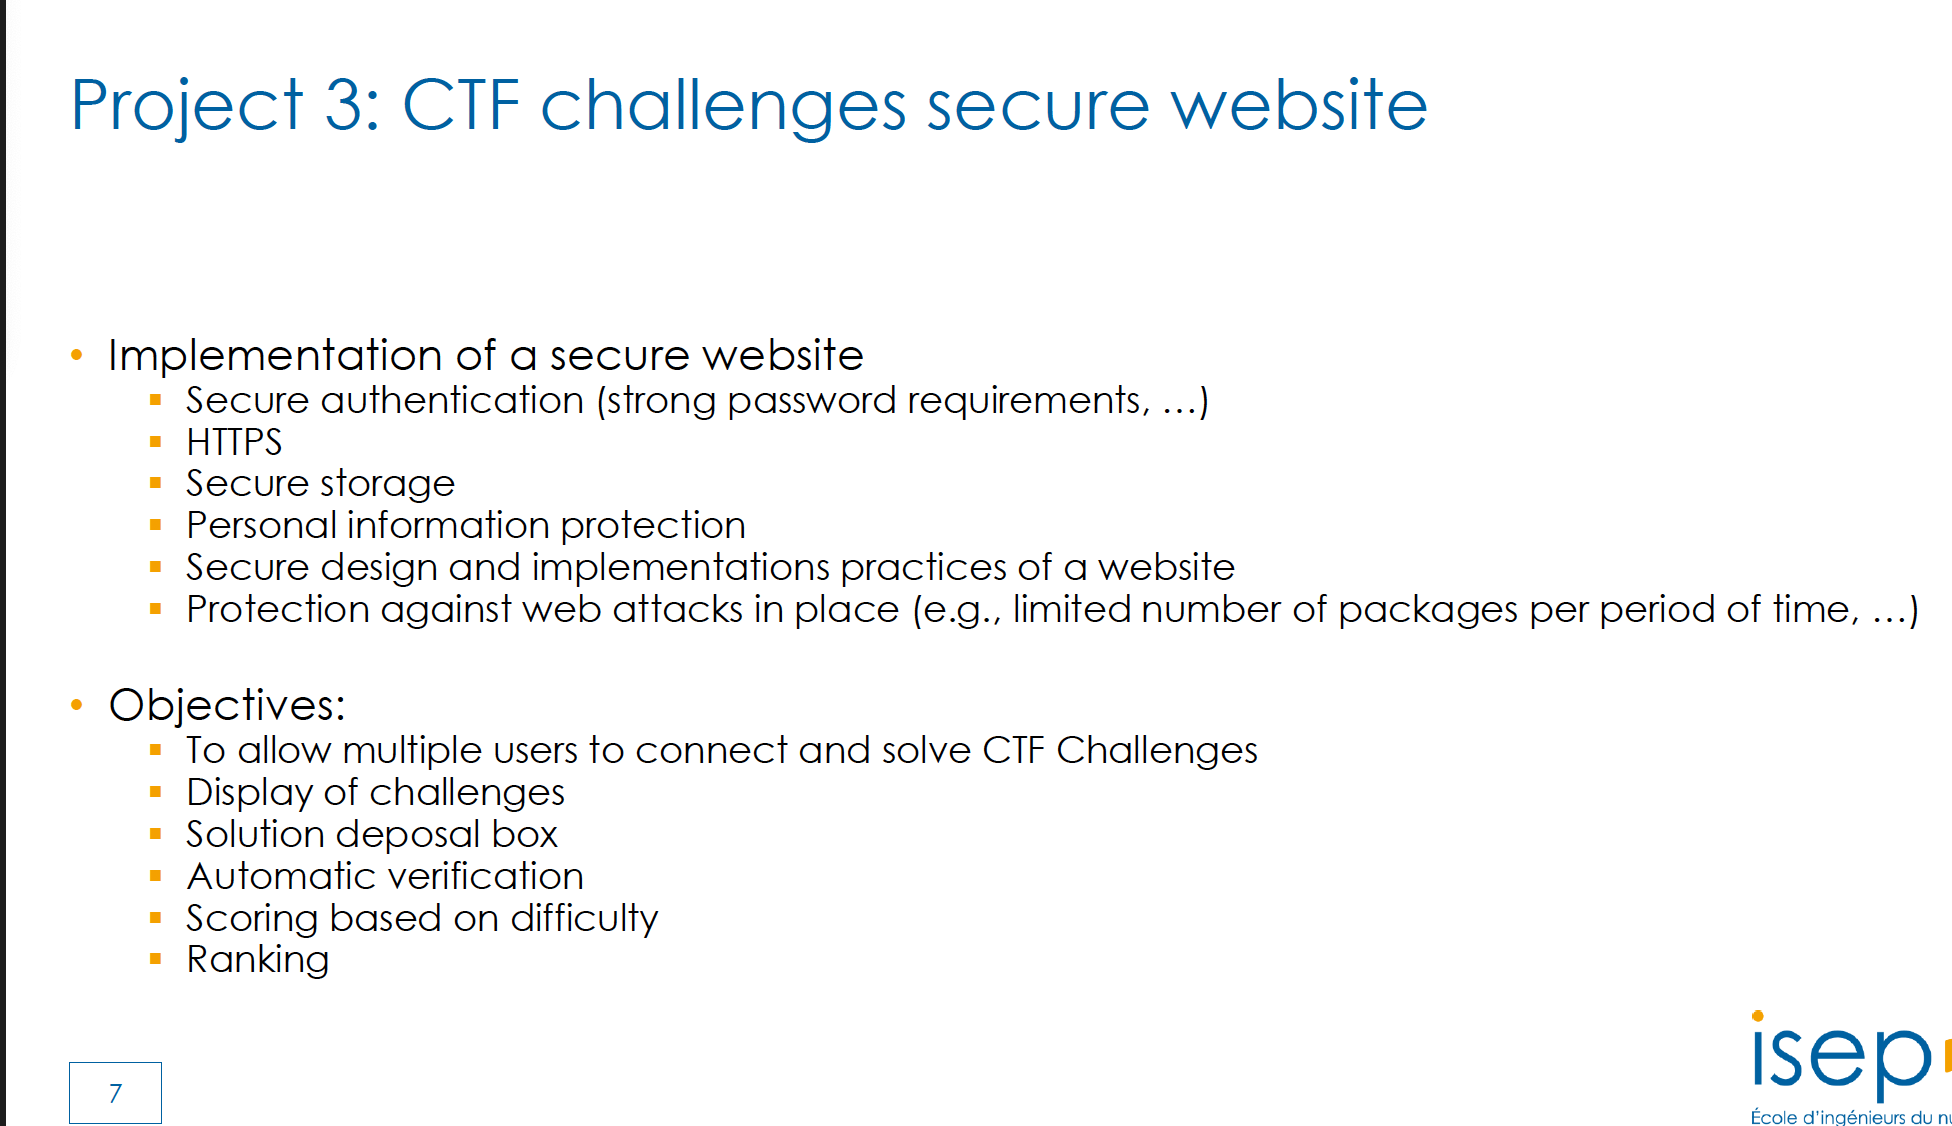 Project 3: CTF challenges secure website
• Implementation of a secure website
▪ Secure authentication (strong password requirements, …)
▪ HTTPS
▪ Secure storage
▪ Personal information protection
▪ Secure design and implementations practices of a website
▪ Protection against web attacks in place (e.g., limited number of packages per period of time, …)
• Objectives:
▪ To allow multiple users to connect and solve CTF Challenges
▪ Display of challenges
▪ Solution deposal box
▪ Automatic verification
▪ Scoring based on difficulty
▪ Ranking
isep
École d'ingénieurs du
7